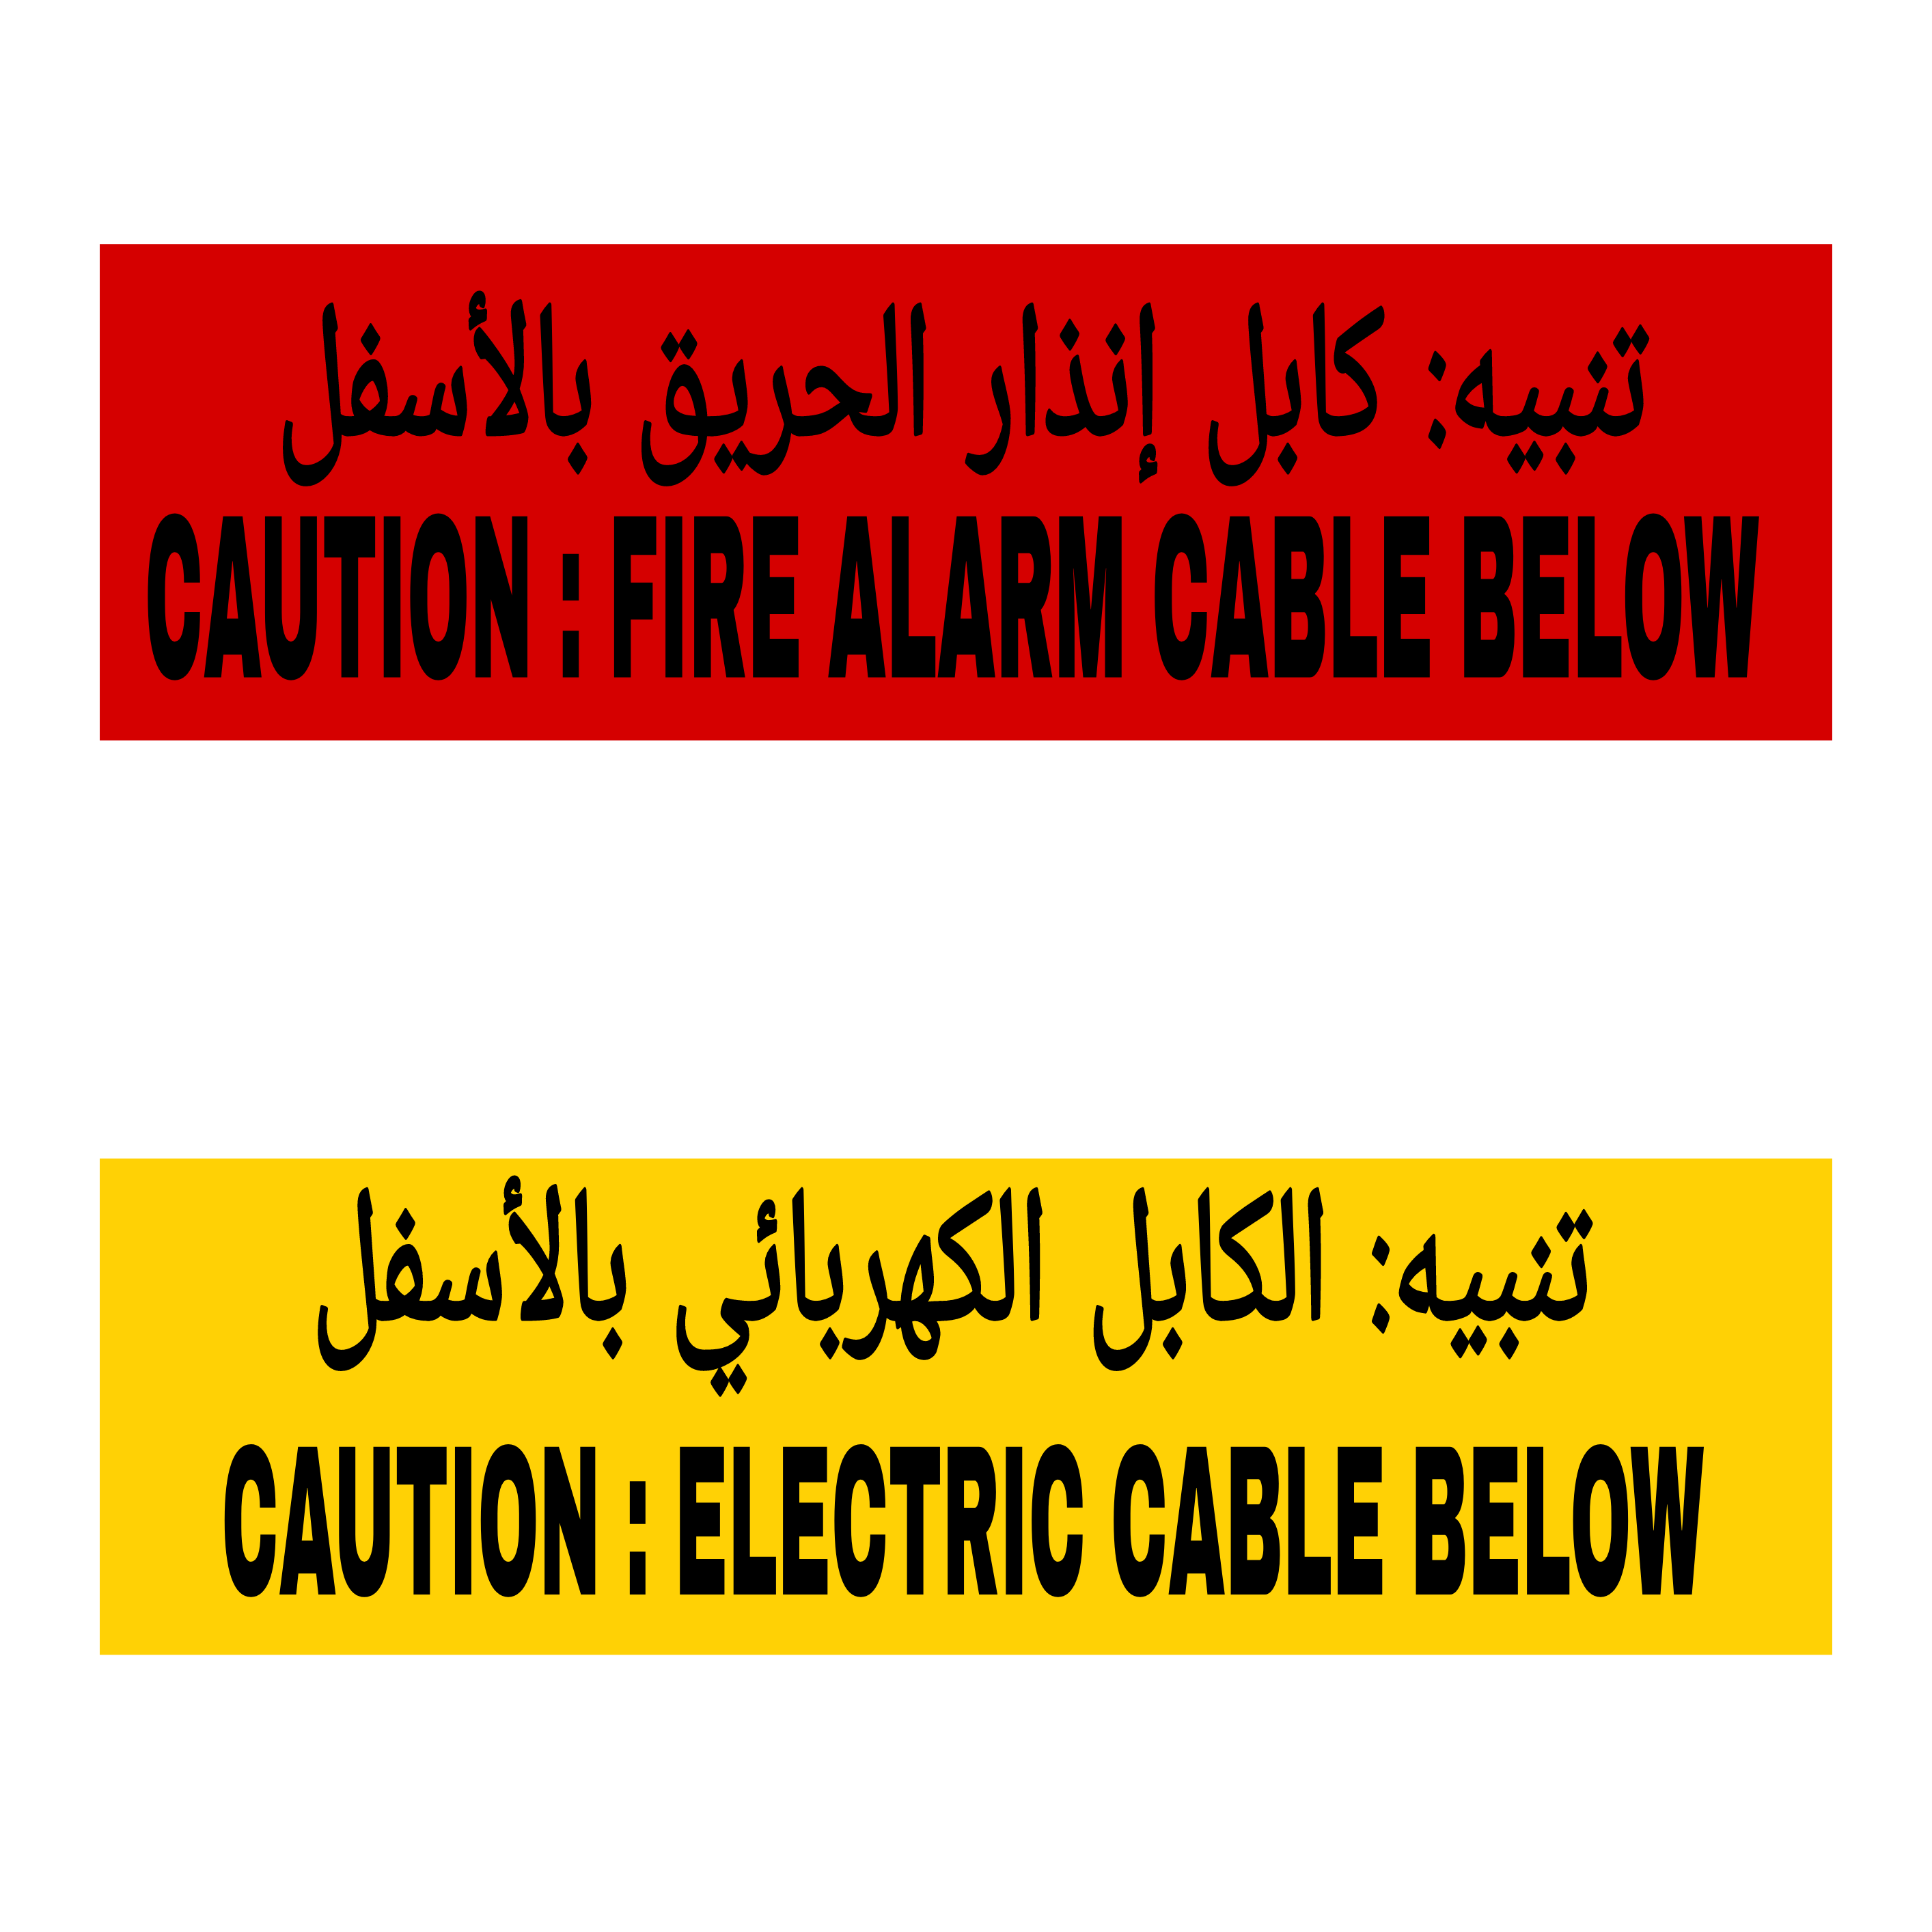 تنبيه: كابل إنذار الحريق بالأسفل
CAUTION : FIRE ALARM CABLE BELOW
تنبيه: الكابل الكهربائي بالأسفل
CAUTION : ELECTRIC CABLE BELOW